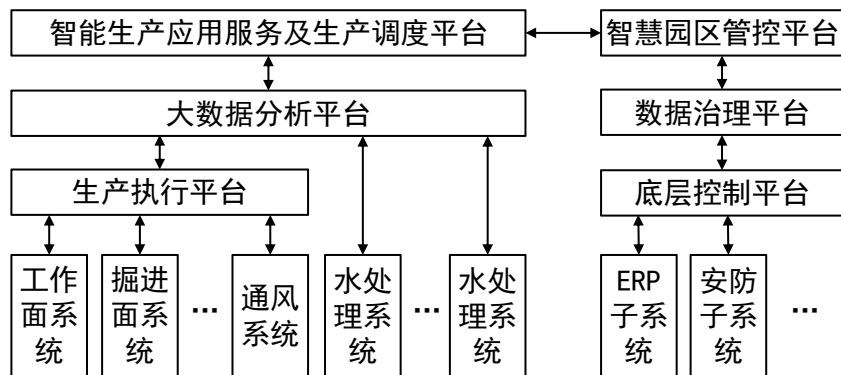 智能生产应用服务及生产调度平台
智慧园区管控平台
大数据分析平台
数据治理平台
生产执行平台
底层控制平台
工作
面系
统
掘进
面系
统
...
通风
系统
水处
理系
统
...
水处
理系
统
ERP
子系
统
安防
子系
统
...